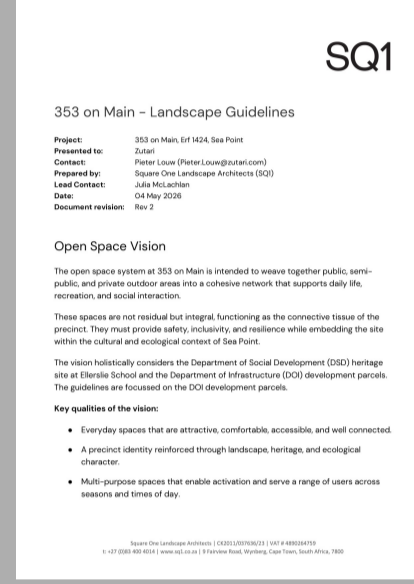 SQ1
353 on Main – Landscape Guidelines
Project: 353 on Main, Erf 1424, Sea Point
Presented to: Zutari
Contact: Pieter Louw (Pieter.Louw@zutari.com)
Prepared by: Square One Landscape Architects (SQ1)
Lead Contact: Julia McLachlan
Date: 04 May 2026
Document revision: Rev 2
Open Space Vision
The open space system at 353 on Main is intended to weave together public, semi-
public, and private outdoor areas into a cohesive network that supports daily life,
recreation, and social interaction.
These spaces are not residual but integral, functioning as the connective tissue of the
precinct. They must provide safety, inclusivity, and resilience while embedding the site
within the cultural and ecological context of Sea Point.
The vision holistically considers the Department of Social Development (DSD) heritage
site at Ellerslie School and the Department of Infrastructure (DOI) development parcels.
The guidelines are focussed on the DOI development parcels.
Key qualities of the vision:
● Everyday spaces that are attractive, comfortable, accessible, and well connected.
● A precinct identity reinforced through landscape, heritage, and ecological
character.
● Multi-purpose spaces that enable activation and serve a range of users across
seasons and times of day.
Square One Landscape Architects | CK2011/037636/23 | VAT # 4890264759
t: +27 (0)83 400 4014 | www.sq1.co.za | 9 Fairview Road, Wynberg, Cape Town, South Africa, 7800